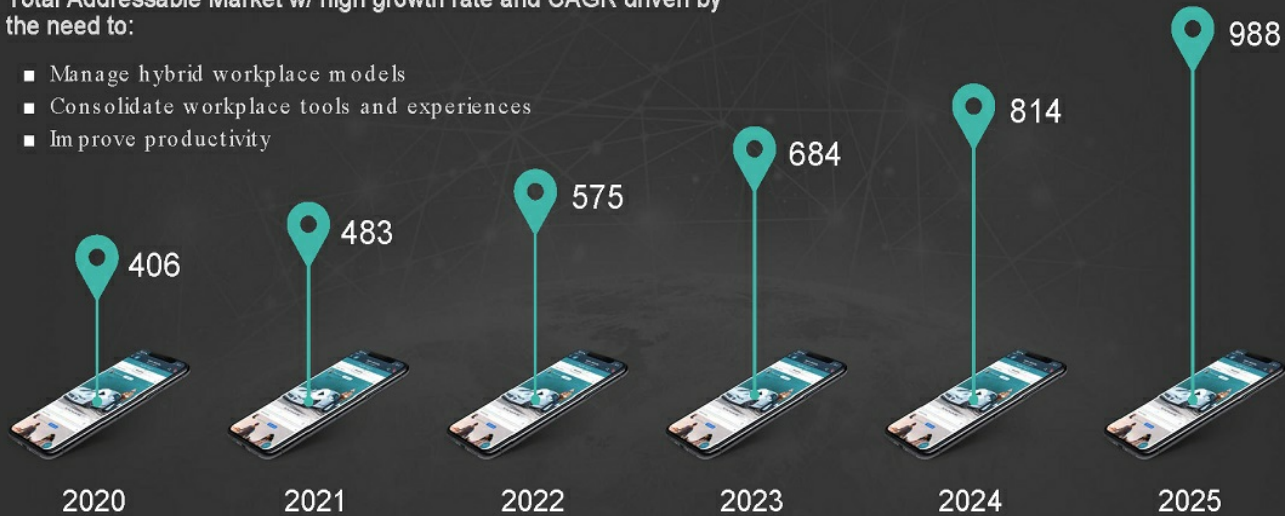 Total Addressable Market w/ high growth rate and CAGR driven by
the need to:
■ Manage hybrid workplace models
■ Consolidate workplace tools and experiences
■ Improve productivity
988
814
684
575
483
406
2020 2021 2022 2023 2024 2025